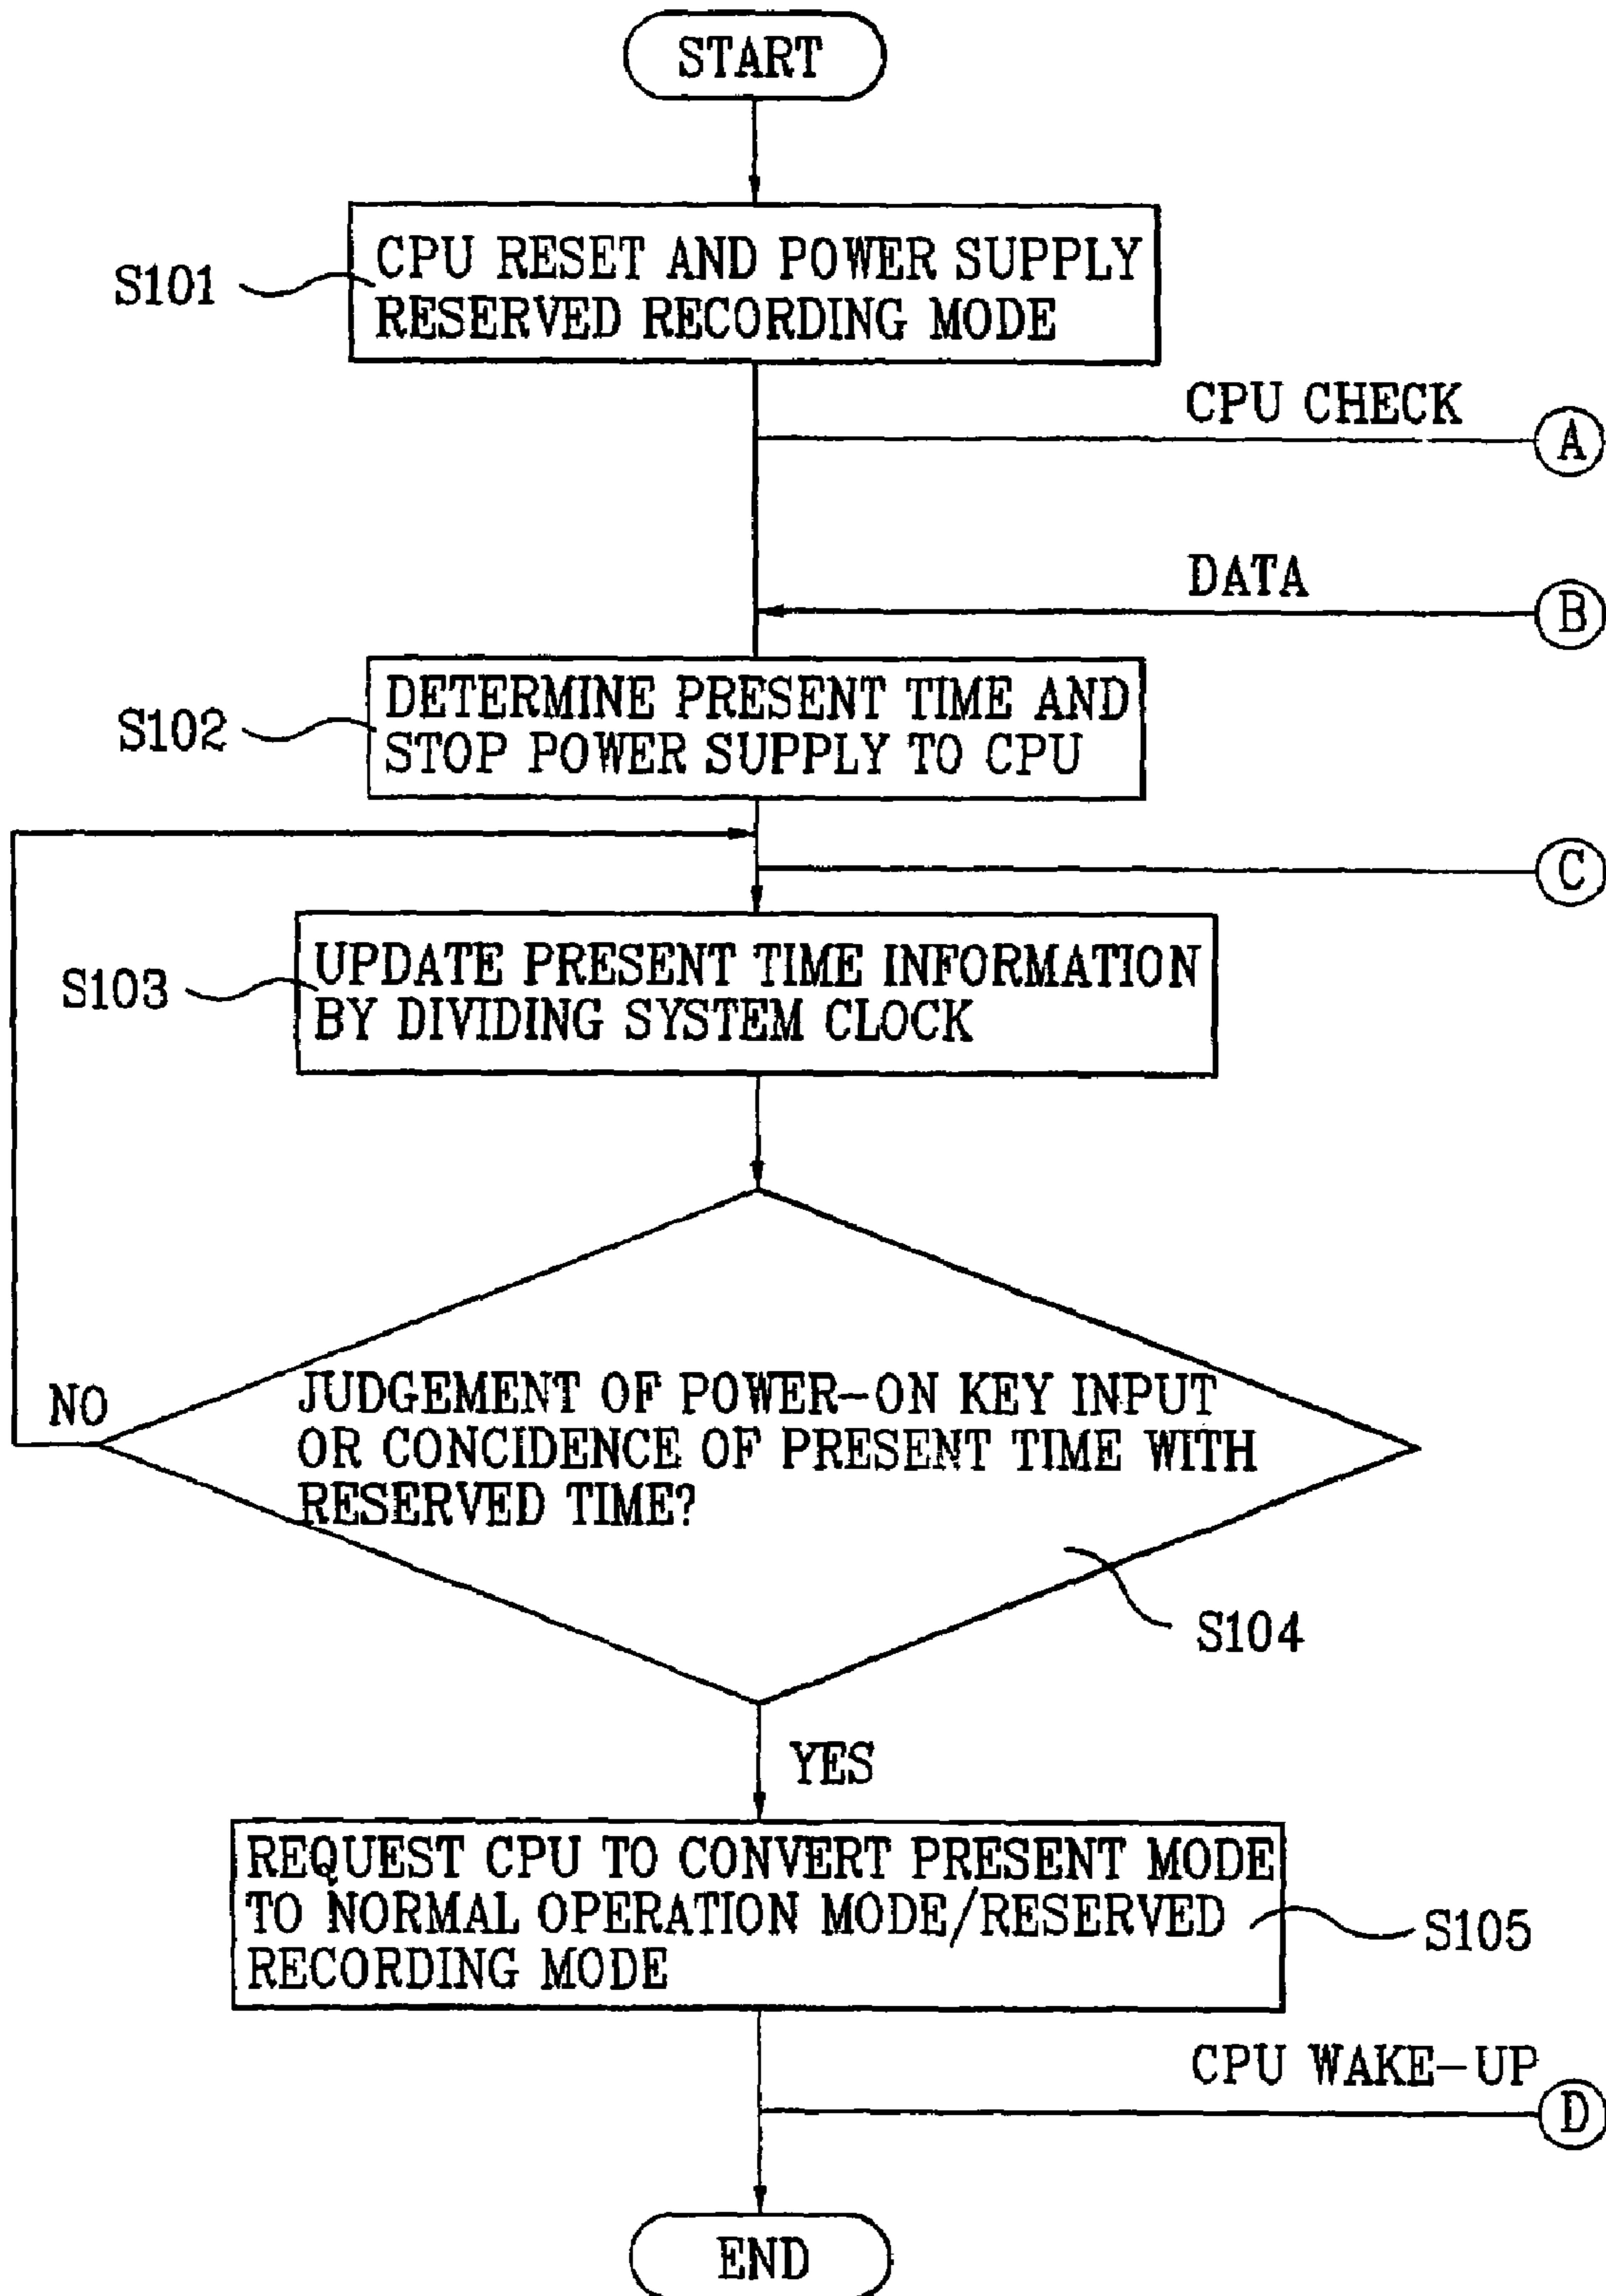 START
S101
CPU RESET AND POWER SUPPLY
RESERVED RECORDING MODE
CPU CHECK
A
DATA
B
S102
DETERMINE PRESENT TIME AND
STOP POWER SUPPLY TO CPU
C
S103
UPDATE PRESENT TIME INFORMATION
BY DIVIDING SYSTEM CLOCK
NO
JUDGEMENT OF POWER-ON KEY INPUT
OR CONCIDENCE OF PRESENT TIME WITH
RESERVED TIME?
S104
YES
REQUEST CPU TO CONVERT PRESENT MODE
TO NORMAL OPERATION MODE/RESERVED
RECORDING MODE
S105
CPU WAKE-UP
D
END